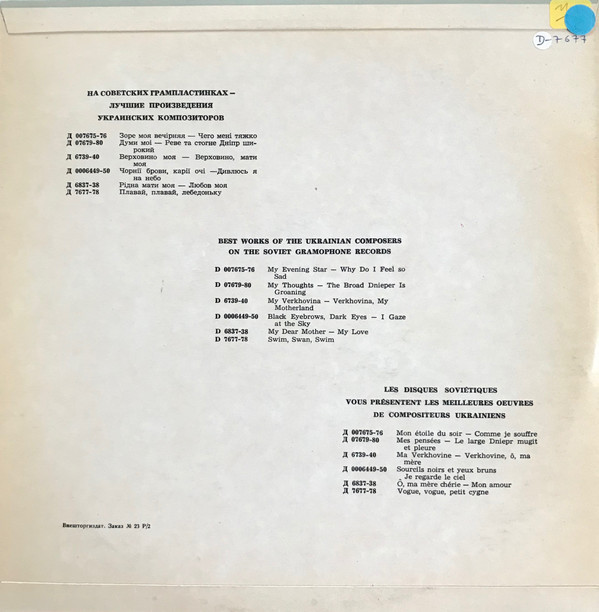 D-7677
НА СОВЕТСКИХ ГРАМПЛАСТИНКАХ —
ЛУЧШИЕ ПРОИЗВЕДЕНИЯ
УКРАИНСКИХ КОМПОЗИТОРОВ
Д 007675-76 Зоре моя вечірняя — Чего мені тяжко
Д 07679-80 Думи мої — Реве та стогне Дніпр ши-
рокий
Д 6739-40 Верховино моя — Верховино, мати
моя
Д 0006449-50 Чорнії брови, карії очі —Дивлюсь я
на небо
Д 6837-38 Рідна мати моя — Любов моя
Д 7677-78 Плавай, плавай, лебедоньку
BEST WORKS OF THE UKRAINIAN COMPOSERS
ON THE SOVIET GRAMOPHONE RECORDS
D 007675-76 My Evening Star — Why Do I Feel so
Sad
D 07679-80 My Thoughts — The Broad Dnieper Is
Groaning
D 6739-40 My Verkhovina — Verkhovina, My
Motherland
D 0006449-50 Black Eyebrows, Dark Eyes — I Gaze
at the Sky
D 6837-38 My Dear Mother — My Love
D 7677-78 Swim, Swan, Swim
LES DISQUES SOVIÉTIQUES
VOUS PRÉSENTENT LES MEILLEURES OEUVRES
DE COMPOSITEURS UKRAINIENS
Д 007675-76 Mon étoile du soir — Comme je souffre
Д 07679-80 Mes pensées — Le large Dniepr mugit
et pleure
Д 6739-40 Ma Verkhovine — Verkhovine, ô, ma
mère
Д 0006449-50 Sourcils noirs et yeux bruns
Je regarde le ciel
Д 6837-38 Ô, ma mère chérie — Mon amour
Д 7677-78 Vogue, vogue, petit cygne
Внешторгиздат. Заказ № 23 Р/2